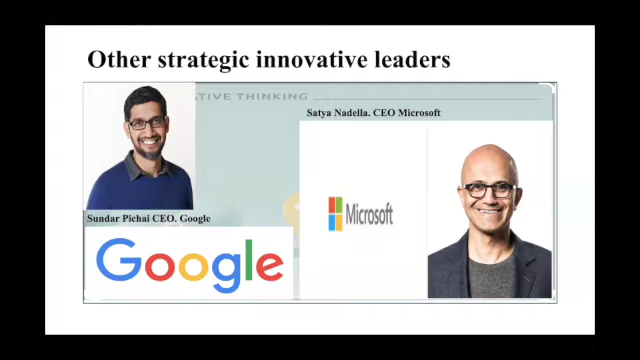 Other strategic innovative leaders
ATIVE THINKING
Satya Nadella. CEO Microsoft
Microsoft
Sundar Pichai CEO. Google
Google